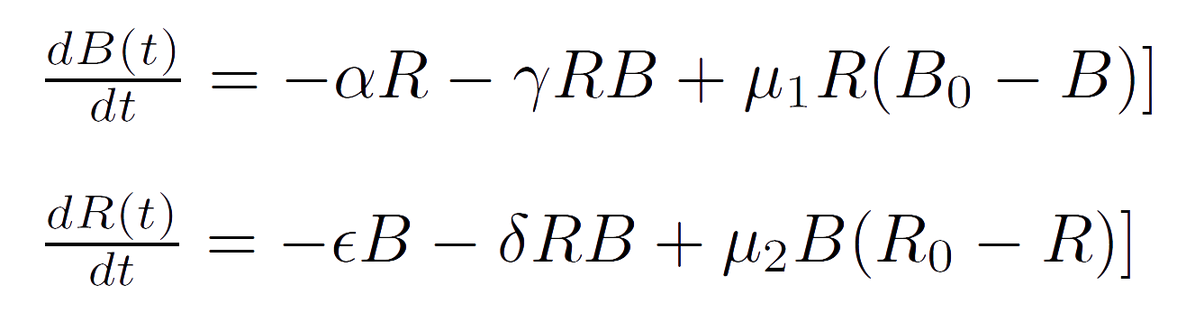 dB(t)/dt = −αR − γRB + μ₁R(B₀ − B)]
dR(t)/dt = −ϵB − δRB + μ₂B(R₀ − R)]